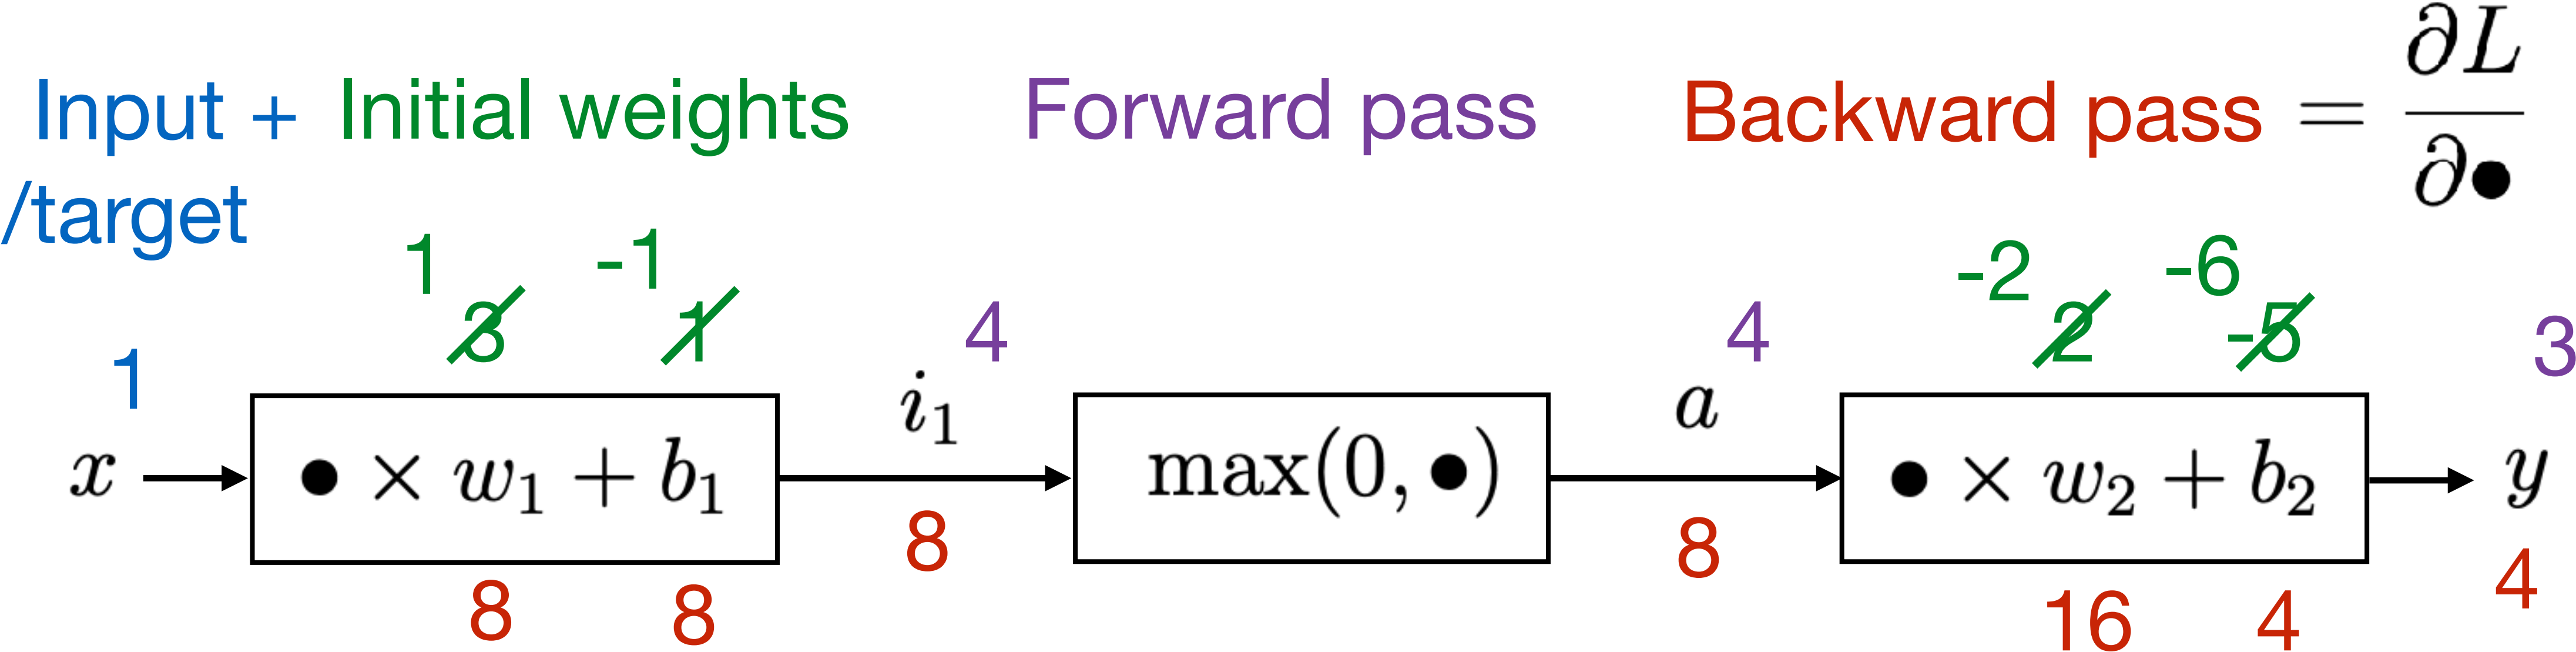 Input + Initial weights Forward pass Backward pass = ∂L/∂●
/target
1 -1 -2 -6
1 3 1 4 4 2 -5 3
x ● × w₁ + b₁ i₁ max(0, ●) a ● × w₂ + b₂ y
8 8 8 8 16 4 4